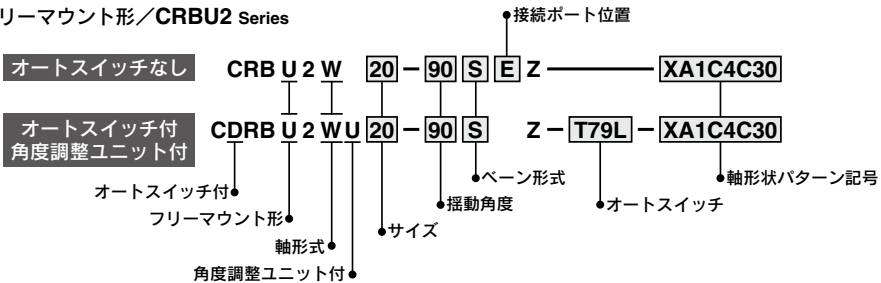 リーマウント形／CRBU2 Series
接続ポート位置
オートスイッチなし CRB U 2 W 20 － 90 S E Z XA1C4C30
オートスイッチ付
角度調整ユニット付 CDRB U 2 W U 20 － 90 S Z － T79L － XA1C4C30
ベーン形式
軸形状パターン記号
オートスイッチ付
揺動角度
オートスイッチ
フリーマウント形
サイズ
軸形式
角度調整ユニット付